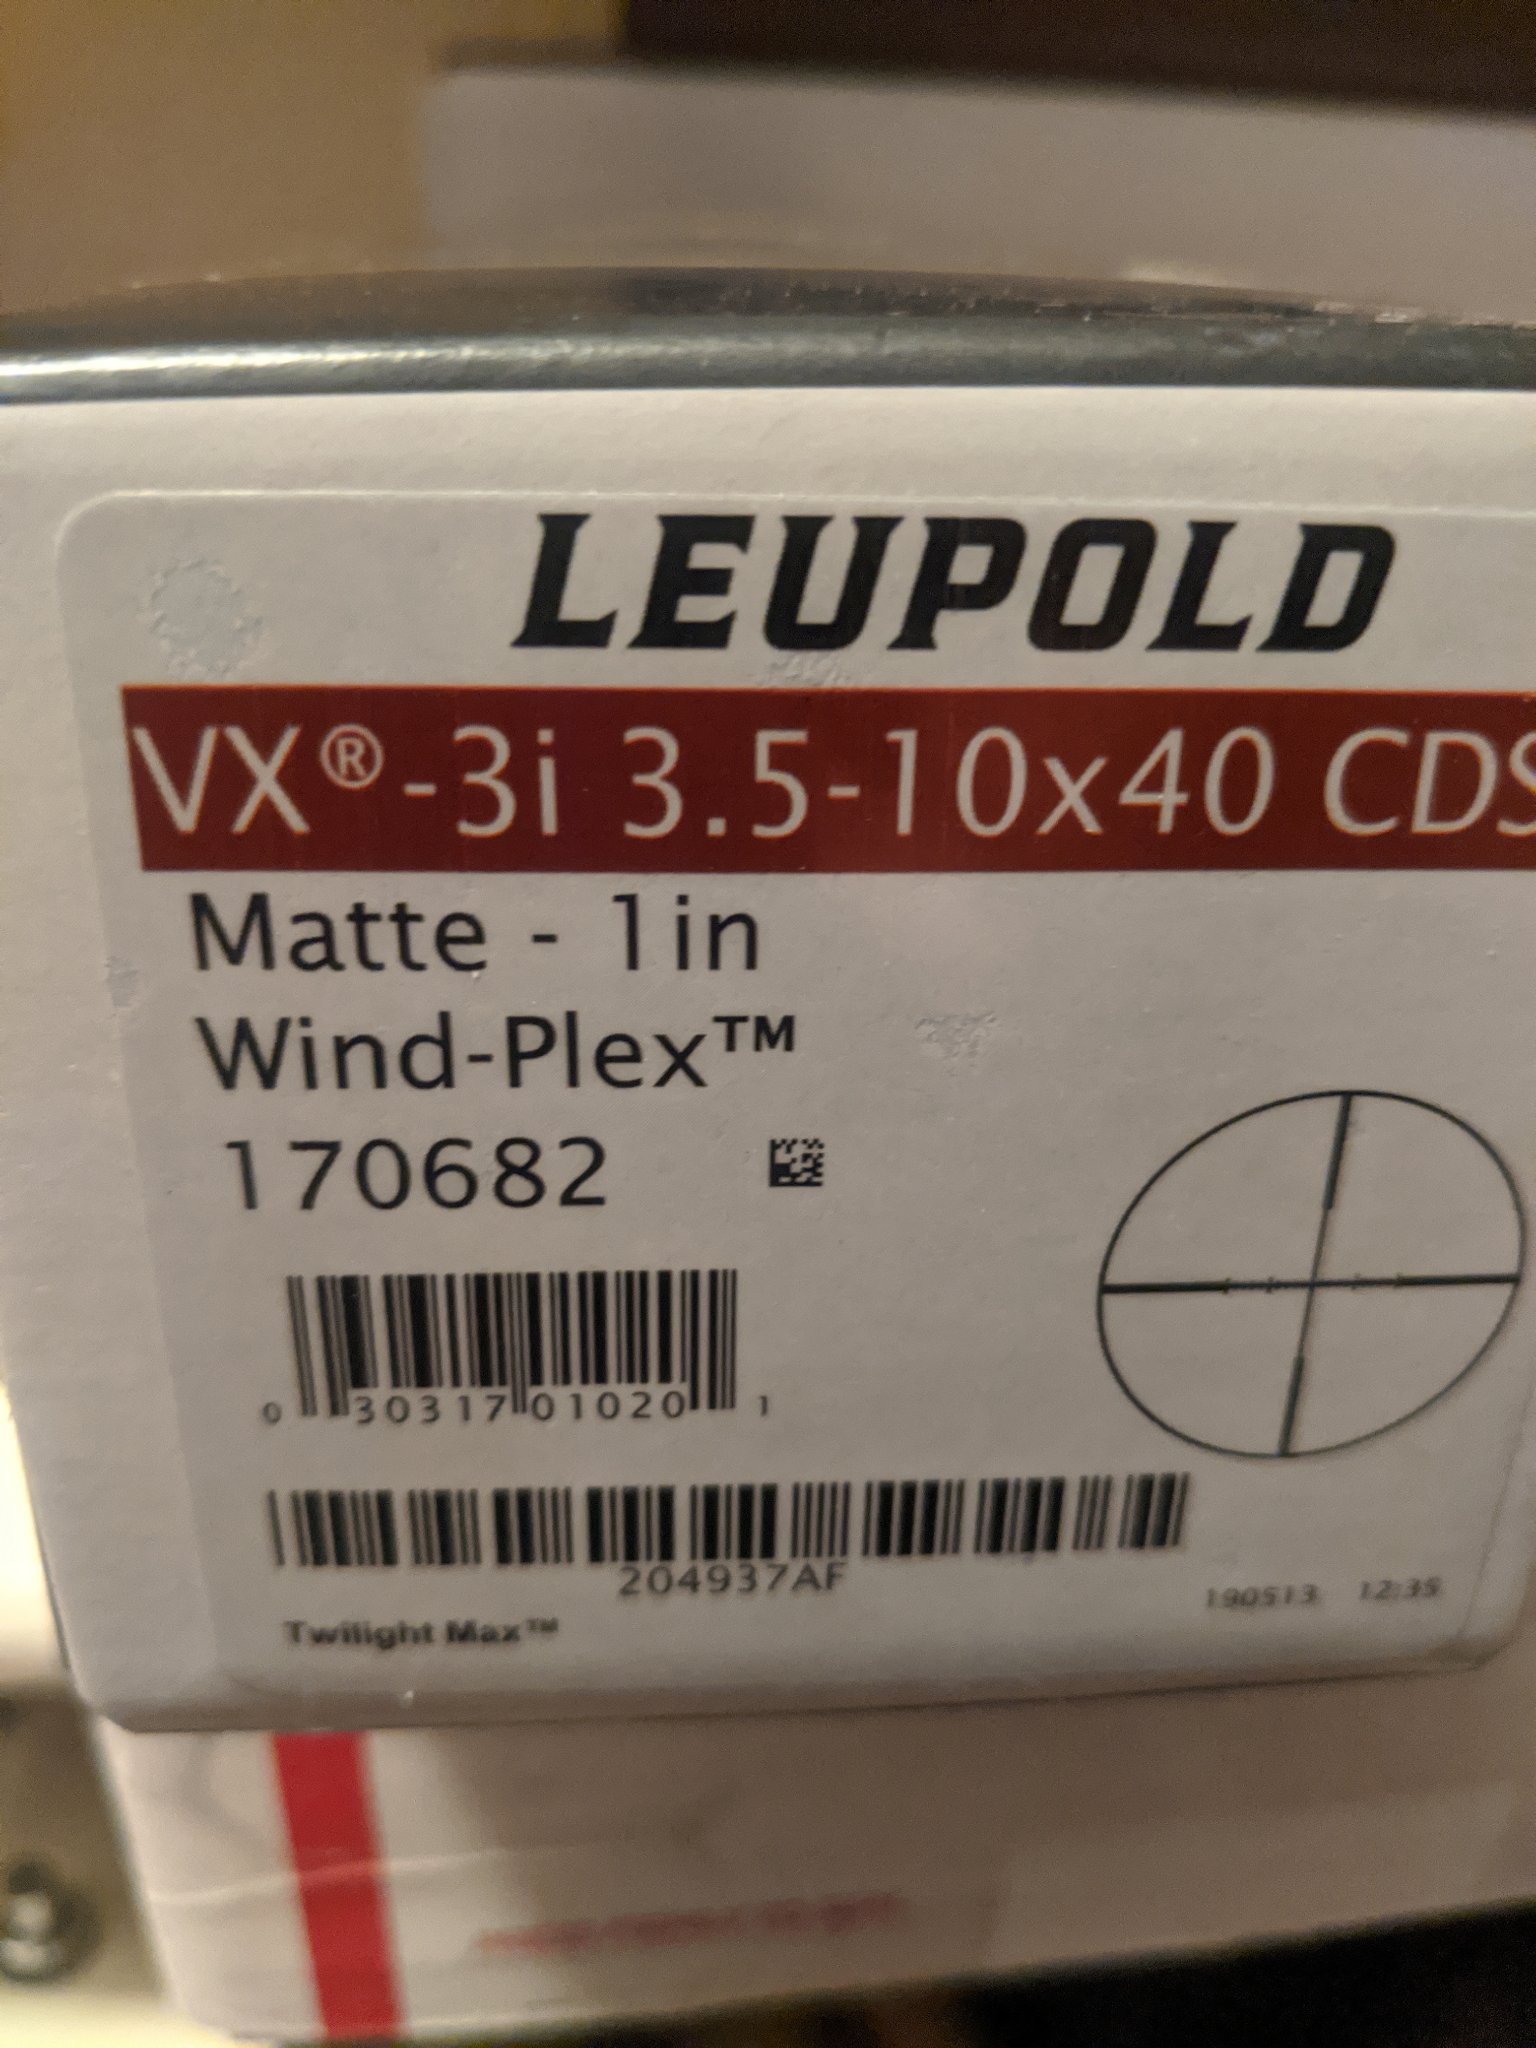 LEUPOLD
VX®-3i 3.5-10x40 CDS
Matte - 1in
Wind-Plex™
170682
0 30317 01020 1
204937AF
190513 12:35
Twilight Max™